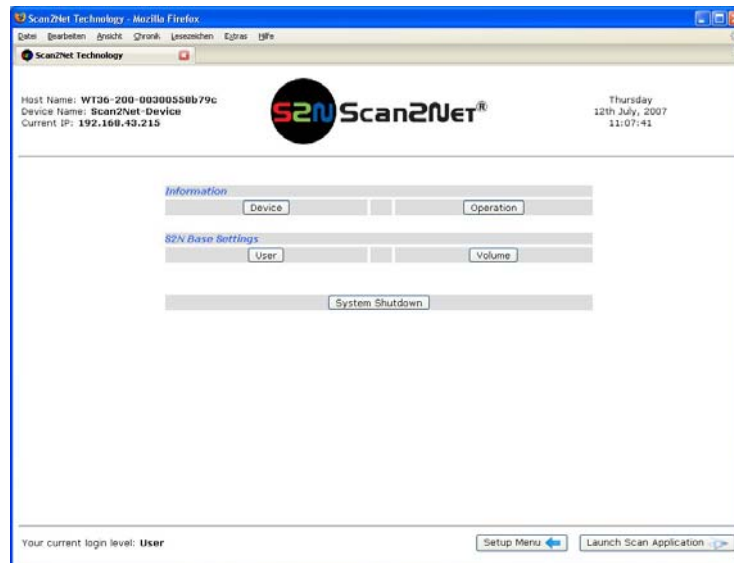 Scan2Net Technology - Mozilla Firefox
Datei Bearbeiten Ansicht Chronik Lesezeichen Extras Hilfe
Scan2Net Technology
Host Name: WT36-200-00300550b79c
Device Name: Scan2Net-Device
Current IP: 192.168.43.215
S2N Scan2Net®
Thursday
12th July, 2007
11:07:41
Information
Device Operation
S2N Base Settings
User Volume
System Shutdown
Your current login level: User
Setup Menu Launch Scan Application